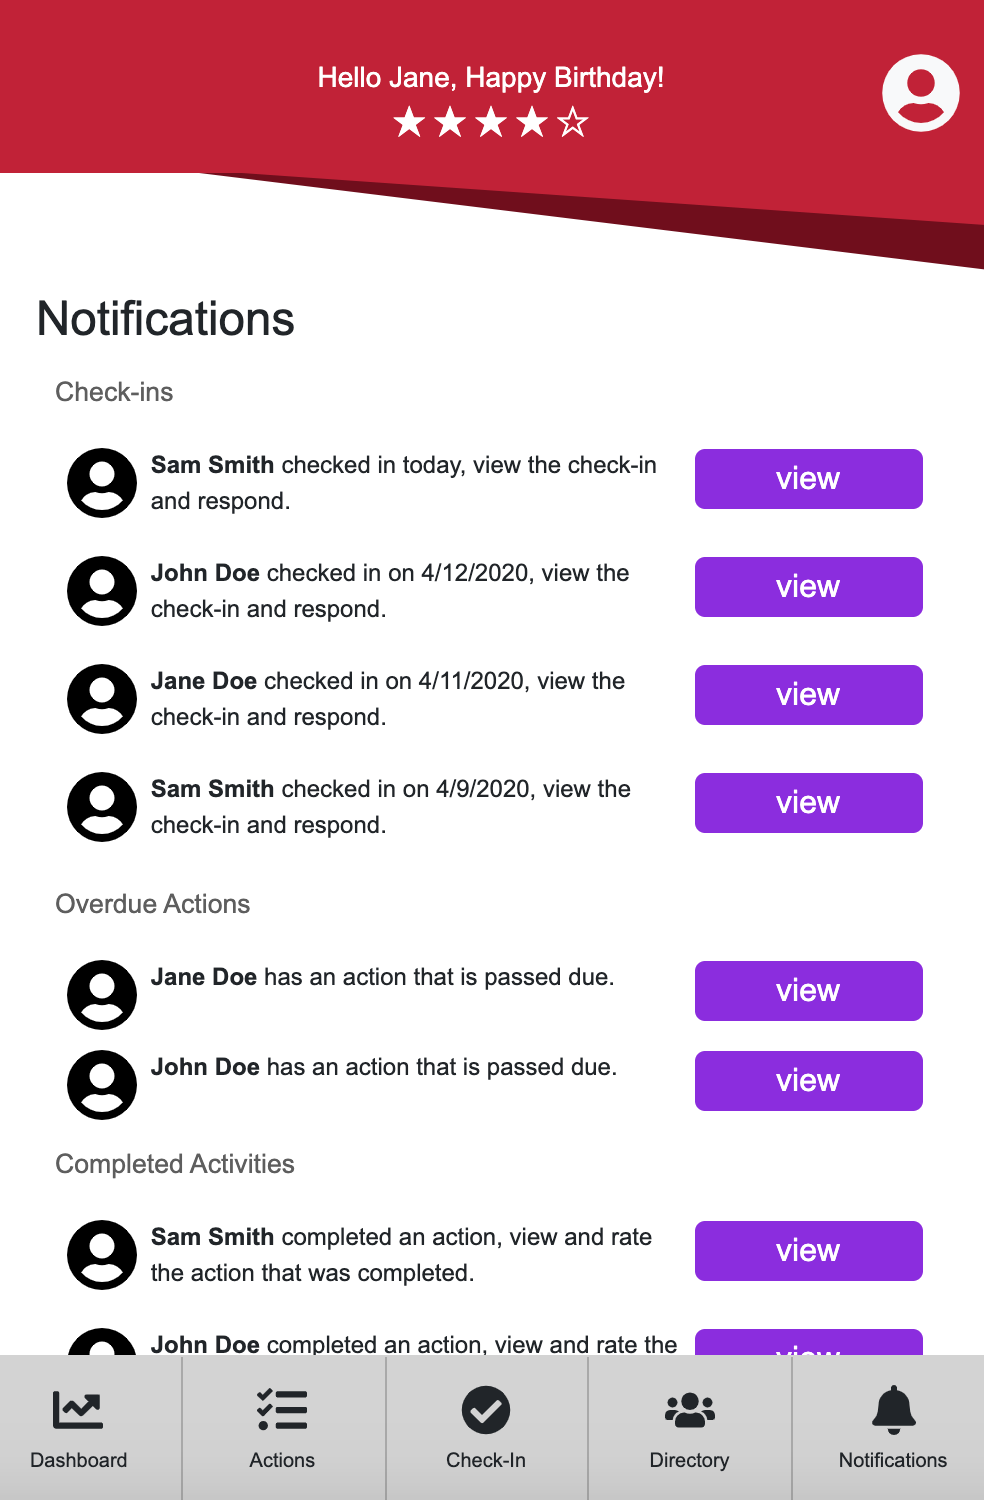 Hello Jane, Happy Birthday!
Notifications
Check-ins
Sam Smith checked in today, view the check-in
and respond.
view
John Doe checked in on 4/12/2020, view the
check-in and respond.
view
Jane Doe checked in on 4/11/2020, view the
check-in and respond.
view
Sam Smith checked in on 4/9/2020, view the
check-in and respond.
view
Overdue Actions
Jane Doe has an action that is passed due.
view
John Doe has an action that is passed due.
view
Completed Activities
Sam Smith completed an action, view and rate
the action that was completed.
view
John Doe completed an action, view and rate the
view
Dashboard
Actions
Check-In
Directory
Notifications